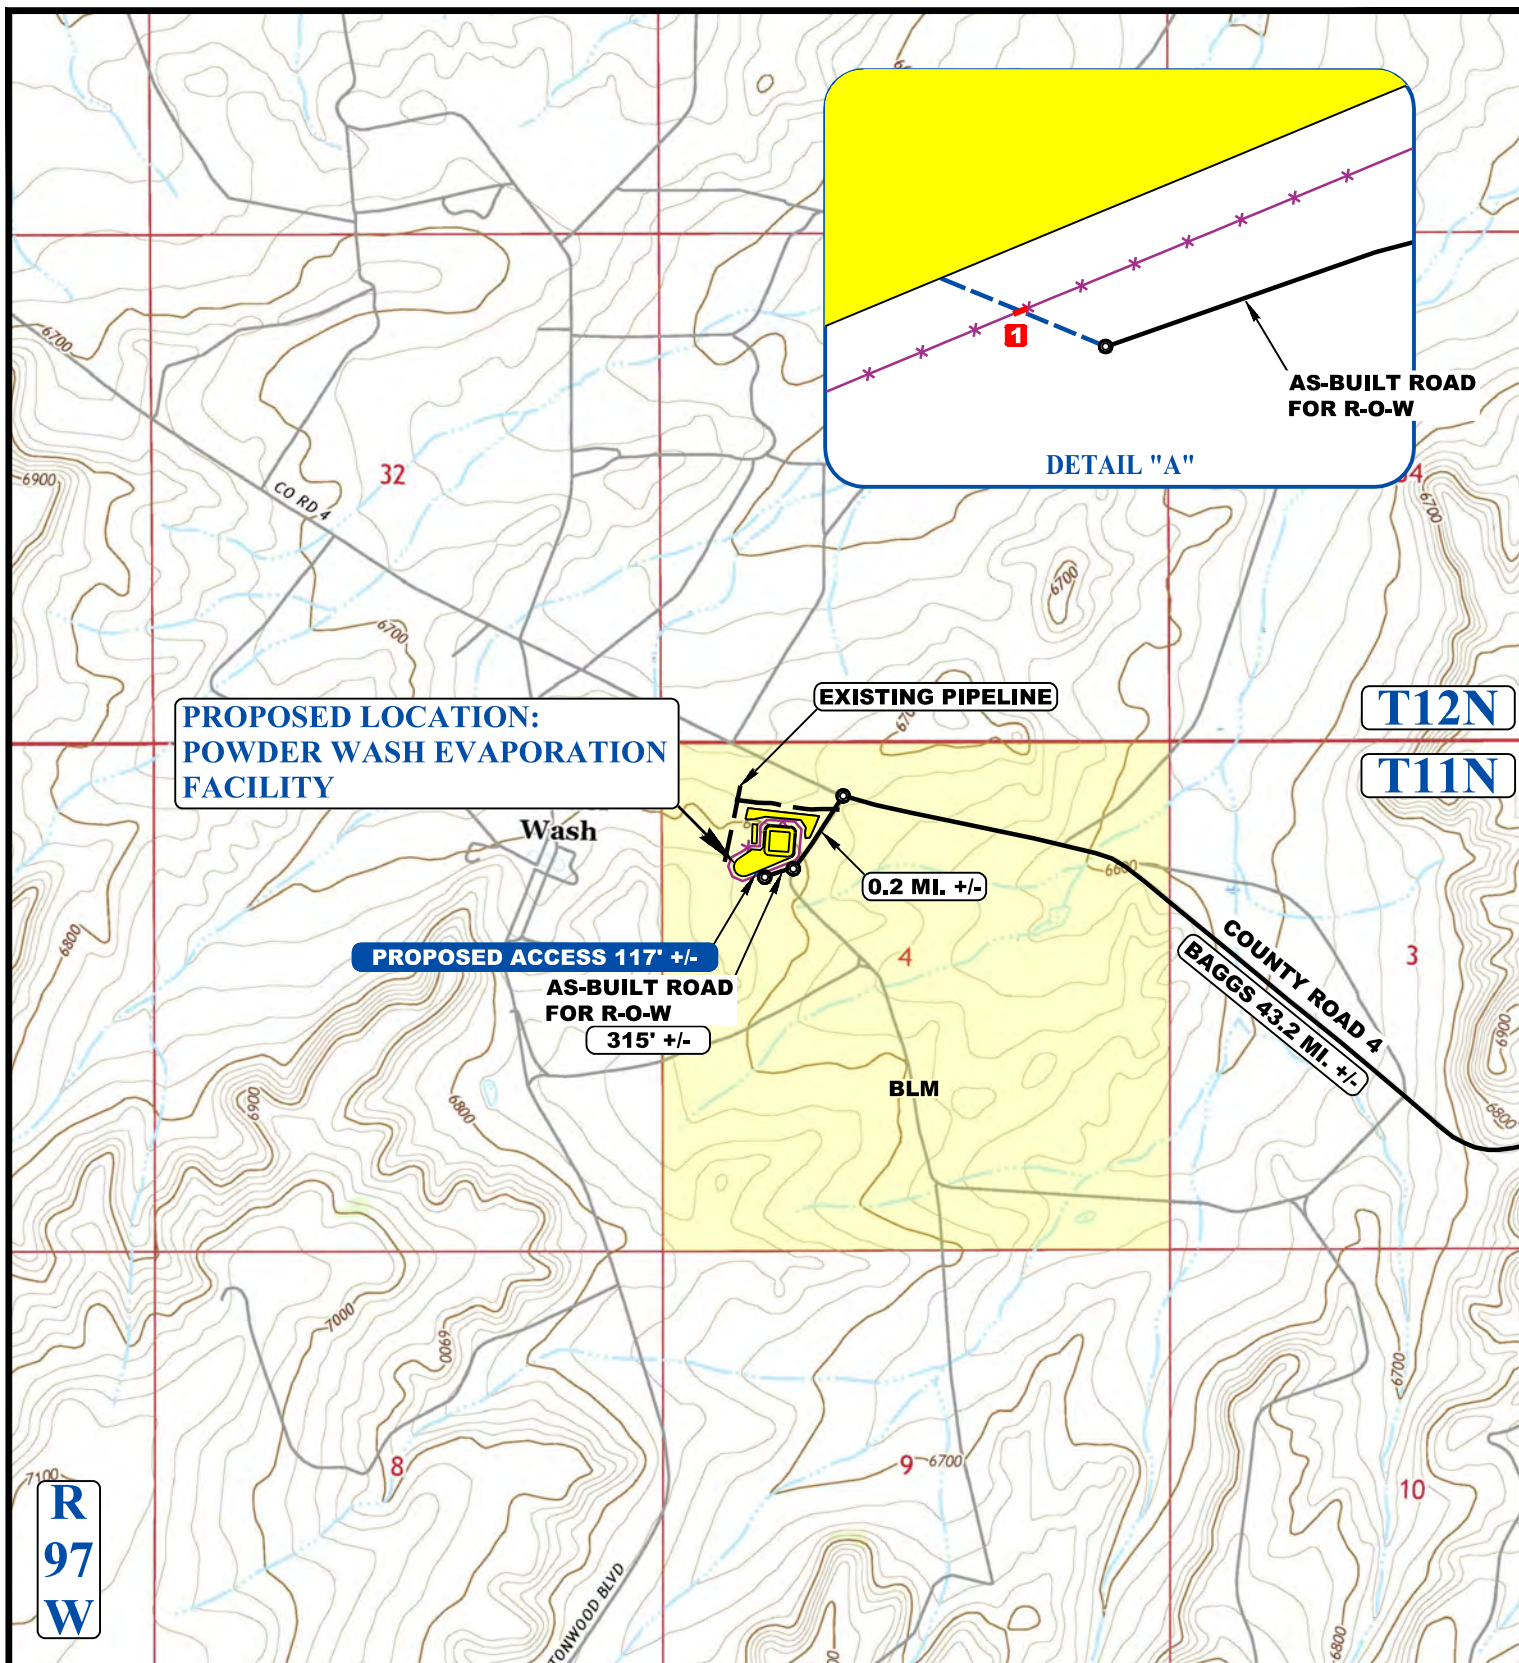 6700
6900
32
CO RD 4
6700
1
AS-BUILT ROAD
FOR R-O-W
DETAIL "A"
6700
6700
EXISTING PIPELINE
T12N
T11N
PROPOSED LOCATION:
POWDER WASH EVAPORATION
FACILITY
Wash
0.2 MI. +/-
6600
4
3
PROPOSED ACCESS 117' +/-
AS-BUILT ROAD
FOR R-O-W
315' +/-
COUNTY ROAD 4
BAGGS 43.2 MI. +/-
BLM
6800
6900
6800
6900
6800
7000
6900
6700
8
9
6700
10
7100
R
97
W
TONWOOD BLVD
6800